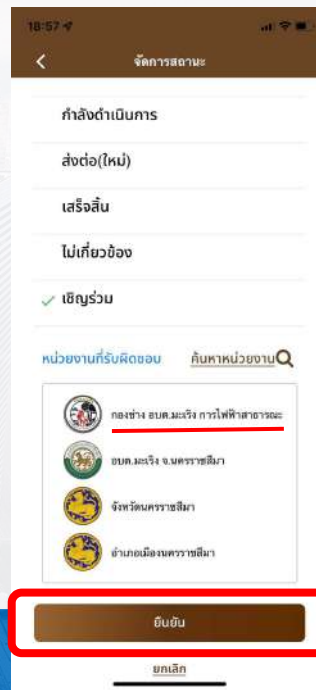 18:57
จัดการสถานะ
กำลังดำเนินการ
ส่งต่อ(ใหม่)
เสร็จสิ้น
ไม่เกี่ยวข้อง
เชิญร่วม
หน่วยงานที่รับผิดชอบ ค้นหาหน่วยงาน
กองช่าง อบต.มะเริง การไฟฟ้าสาธารณะ
อบต.มะเริง จ.นครราชสีมา
จังหวัดนครราชสีมา
อำเภอเมืองนครราชสีมา
ยืนยัน
ยกเลิก